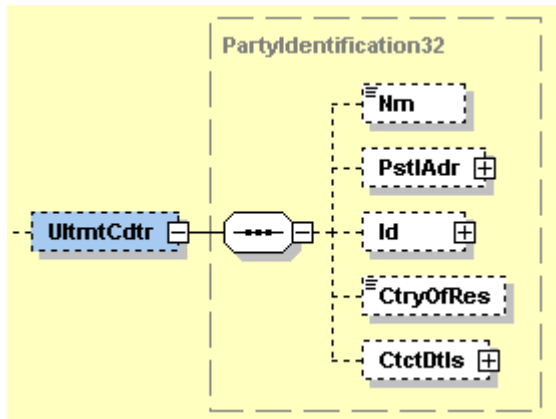 PartyIdentification32
Nm
PstlAdr
UltmtCdtr
Id
CtryOfRes
CtctDtls